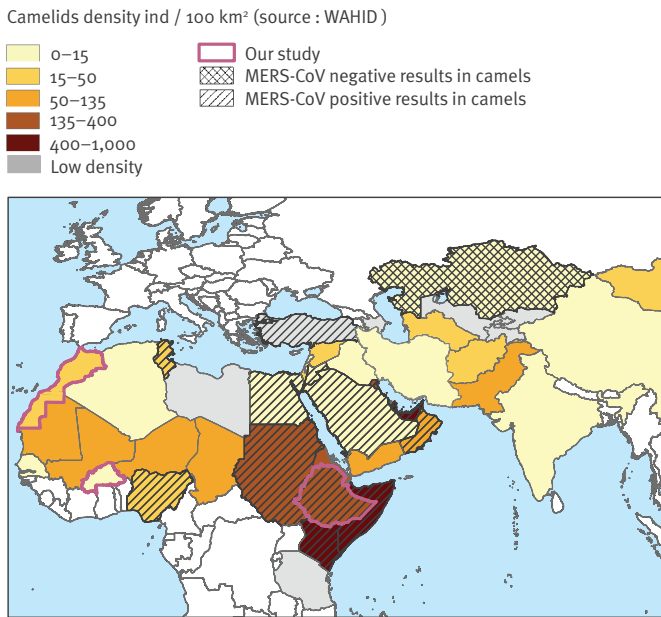 Camelids density ind / 100 km² (source : WAHID )
0–15
15–50
50–135
135–400
400–1,000
Low density
Our study
MERS-CoV negative results in camels
MERS-CoV positive results in camels